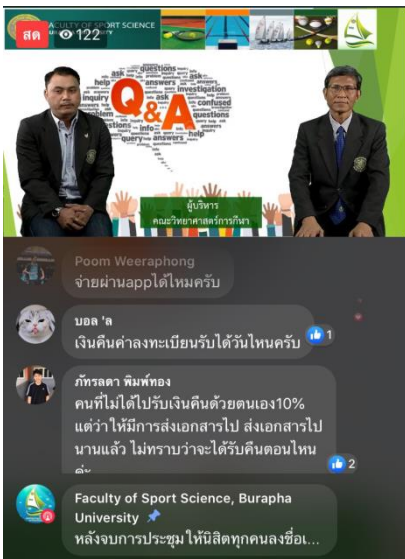 สด 122
FACULTY OF SPORT SCIENCE
questions
ask
help answers
investigation
inquiry
confused
problem
Q&A
info
query
ผู้บริหาร
คณะวิทยาศาสตร์การกีฬา
Poom Weeraphong
จ่ายผ่านappได้ไหมครับ
บอล 'ล
เงินคืนค่าลงทะเบียนรับได้วันไหนครับ
1
ภัทรลดา พิมพ์ทอง
คนที่ไม่ได้ไปรับเงินคืนด้วยตนเอง10%
แต่ว่าให้มีการส่งเอกสารไป ส่งเอกสารไป
นานแล้ว ไม่ทราบว่าจะได้รับคืนตอนไหน
2
Faculty of Sport Science, Burapha
University
หลังจบการประชุม ให้นิสิตทุกคนลงชื่อเ...